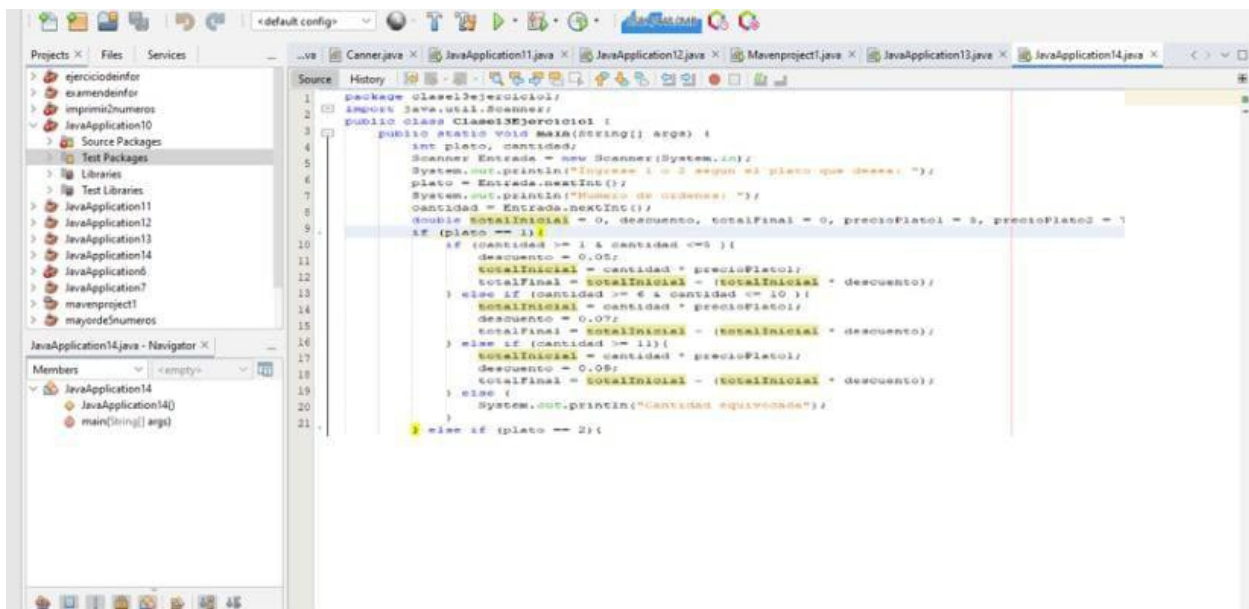 <default config>
Projects Files Services
...va Canner.java JavaApplication11.java JavaApplication12.java Mavenproject1.java JavaApplication13.java JavaApplication14.java
Source History
ejerciciodeinfor
examendeinfor
imprimir2numeros
JavaApplication10
Source Packages
Test Packages
Libraries
Test Libraries
JavaApplication11
JavaApplication12
JavaApplication13
JavaApplication14
JavaApplication6
JavaApplication7
mavenproject1
mayorde5numeros
JavaApplication14.java - Navigator
Members <empty>
JavaApplication14
JavaApplication14()
main(String[] args)
1 package clase13ejercicio1;
2 import java.util.Scanner;
public class Clase13Ejercicio1 {
3 public static void main(String[] args) {
4 int plato, cantidad;
5 Scanner Entrada = new Scanner(System.in);
6 System.out.println("Ingrese 1 o 2 segun el plato que desea: ");
plato = Entrada.nextInt();
7 System.out.println("Numero de ordenes: ");
8 cantidad = Entrada.nextInt();
double totalInicial = 0, descuento, totalFinal = 0, precioPlato1 = 8, precioPlato2 =
9 if (plato == 1){
10 if (cantidad >= 1 & cantidad <=5 ){
11 descuento = 0.05;
12 totalInicial = cantidad * precioPlato1;
totalFinal = totalInicial - (totalInicial * descuento);
13 } else if (cantidad >= 6 & cantidad <= 10 ){
14 totalInicial = cantidad * precioPlato1;
descuento = 0.07;
15 totalFinal = totalInicial - (totalInicial * descuento);
16 } else if (cantidad >= 11){
17 totalInicial = cantidad * precioPlato1;
18 descuento = 0.09;
totalFinal = totalInicial - (totalInicial * descuento);
19 } else {
20 System.out.println("Cantidad equivocada");
21 }
} else if (plato == 2){